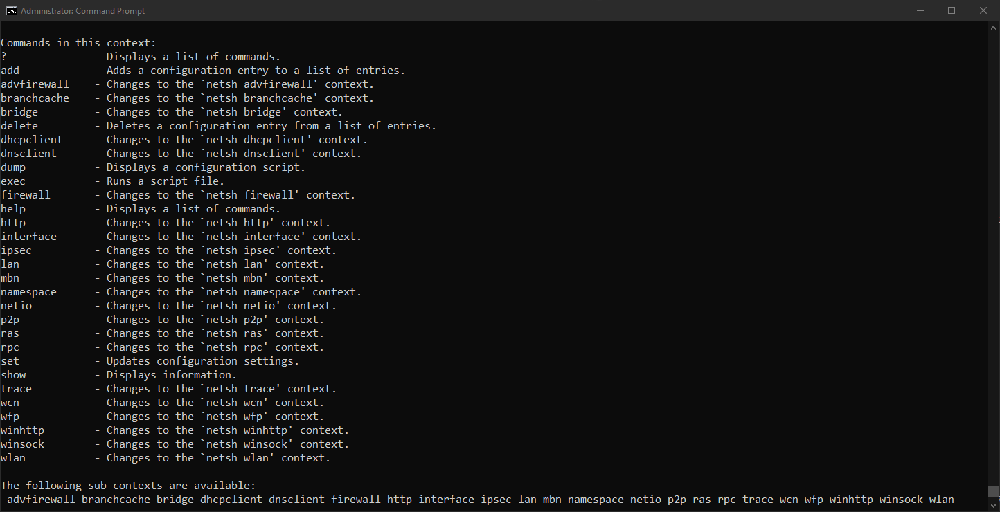 Administrator: Command Prompt
Commands in this context:
?              - Displays a list of commands.
add            - Adds a configuration entry to a list of entries.
advfirewall    - Changes to the `netsh advfirewall' context.
branchcache    - Changes to the `netsh branchcache' context.
bridge         - Changes to the `netsh bridge' context.
delete         - Deletes a configuration entry from a list of entries.
dhcpclient     - Changes to the `netsh dhcpclient' context.
dnsclient      - Changes to the `netsh dnsclient' context.
dump           - Displays a configuration script.
exec           - Runs a script file.
firewall       - Changes to the `netsh firewall' context.
help           - Displays a list of commands.
http           - Changes to the `netsh http' context.
interface      - Changes to the `netsh interface' context.
ipsec          - Changes to the `netsh ipsec' context.
lan            - Changes to the `netsh lan' context.
mbn            - Changes to the `netsh mbn' context.
namespace      - Changes to the `netsh namespace' context.
netio          - Changes to the `netsh netio' context.
p2p            - Changes to the `netsh p2p' context.
ras            - Changes to the `netsh ras' context.
rpc            - Changes to the `netsh rpc' context.
set            - Updates configuration settings.
show           - Displays information.
trace          - Changes to the `netsh trace' context.
wcn            - Changes to the `netsh wcn' context.
wfp            - Changes to the `netsh wfp' context.
winhttp        - Changes to the `netsh winhttp' context.
winsock        - Changes to the `netsh winsock' context.
wlan           - Changes to the `netsh wlan' context.
The following sub-contexts are available:
 advfirewall branchcache bridge dhcpclient dnsclient firewall http interface ipsec lan mbn namespace netio p2p ras rpc trace wcn wfp winhttp winsock wlan